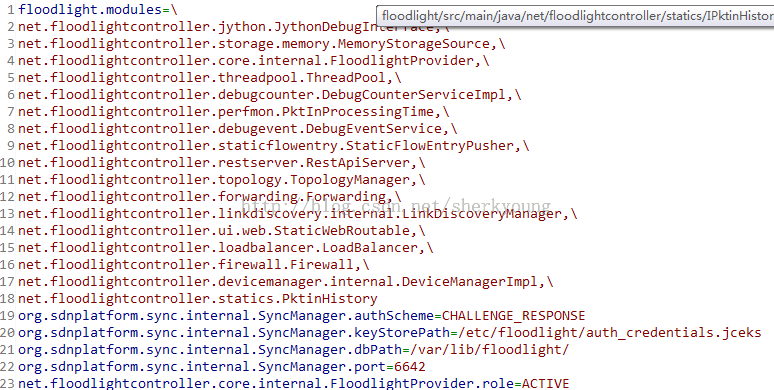 1 floodlight.modules=\
floodlight/src/main/java/net/floodlightcontroller/statics/IPktinHistor
2 net.floodlightcontroller.jython.JythonDebugInterface,\
3 net.floodlightcontroller.storage.memory.MemoryStorageSource,\
4 net.floodlightcontroller.core.internal.FloodlightProvider,\
5 net.floodlightcontroller.threadpool.ThreadPool,\
6 net.floodlightcontroller.debugcounter.DebugCounterServiceImpl,\
7 net.floodlightcontroller.perfmon.PktInProcessingTime,\
8 net.floodlightcontroller.debugevent.DebugEventService,\
9 net.floodlightcontroller.staticflowentry.StaticFlowEntryPusher,\
10 net.floodlightcontroller.restserver.RestApiServer,\
11 net.floodlightcontroller.topology.TopologyManager,\
12 net.floodlightcontroller.forwarding.Forwarding,\
http://blog.csdn.net/sherkyoung
13 net.floodlightcontroller.linkdiscovery.internal.LinkDiscoveryManager,\
14 net.floodlightcontroller.ui.web.StaticWebRoutable,\
15 net.floodlightcontroller.loadbalancer.LoadBalancer,\
16 net.floodlightcontroller.firewall.Firewall,\
17 net.floodlightcontroller.devicemanager.internal.DeviceManagerImpl,\
18 net.floodlightcontroller.statics.PktinHistory
19 org.sdnplatform.sync.internal.SyncManager.authScheme=CHALLENGE_RESPONSE
20 org.sdnplatform.sync.internal.SyncManager.keyStorePath=/etc/floodlight/auth_credentials.jceks
21 org.sdnplatform.sync.internal.SyncManager.dbPath=/var/lib/floodlight/
22 org.sdnplatform.sync.internal.SyncManager.port=6642
23 net.floodlightcontroller.core.internal.FloodlightProvider.role=ACTIVE